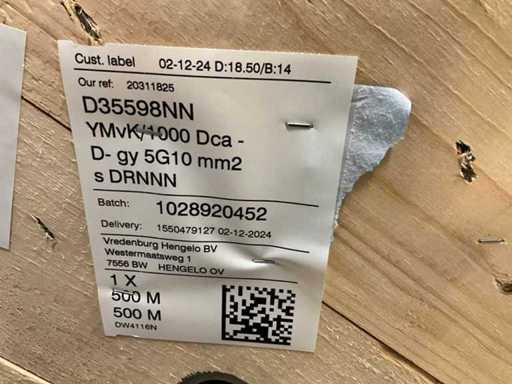 Cust. label 02-12-24 D:18.50/B:14
Our ref: 20311825
D35598NN
YMvK/1000 Dca -
D- gy 5G10 mm2
s DRNNN
Batch: 1028920452
Delivery: 1550479127 02-12-2024
Vredenburg Hengelo BV
Westermaatsweg 1
7556 BW HENGELO OV
1 X
500 M
500 M
DW4116N